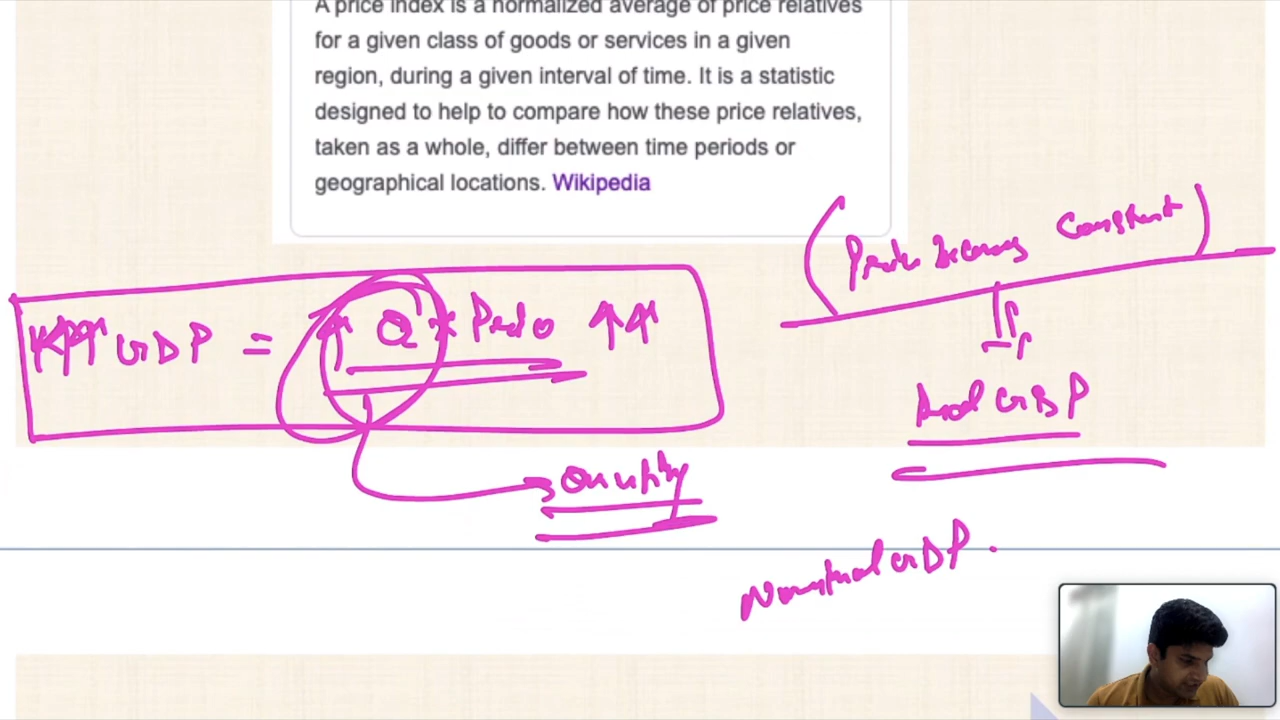 A price index is a normalized average of price relatives
for a given class of goods or services in a given
region, during a given interval of time. It is a statistic
designed to help to compare how these price relatives,
taken as a whole, differ between time periods or
geographical locations. Wikipedia
GDP = Q * Price
Quantity
Constant
Real GDP
Nominal GDP.